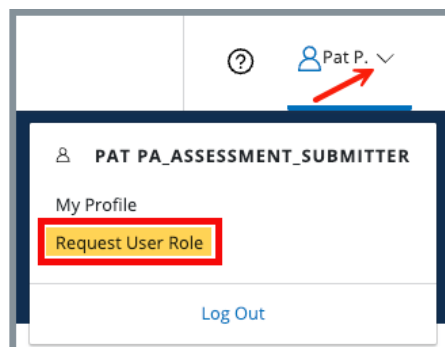 Pat P.
PAT PA_ASSESSMENT_SUBMITTER
My Profile
Request User Role
Log Out